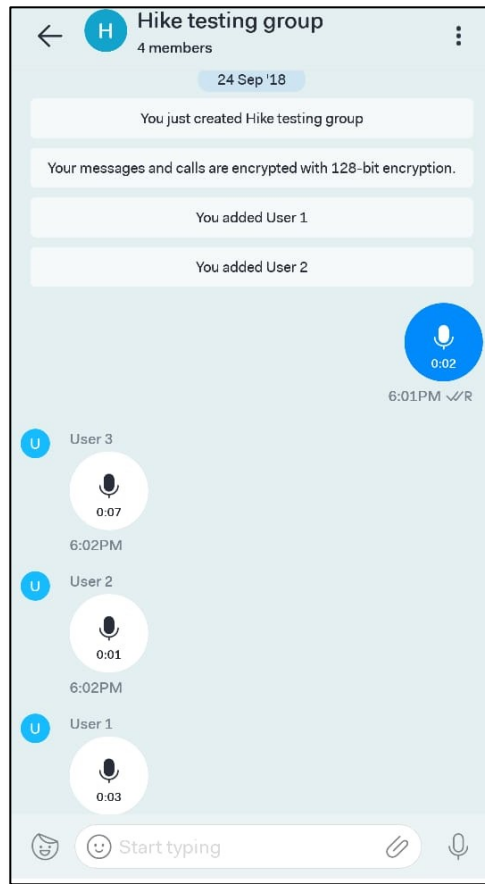 H
Hike testing group
4 members
24 Sep '18
You just created Hike testing group
Your messages and calls are encrypted with 128-bit encryption.
You added User 1
You added User 2
0:02
6:01PM ✓✓R
U
User 3
0:07
6:02PM
U
User 2
0:01
6:02PM
U
User 1
0:03
Start typing